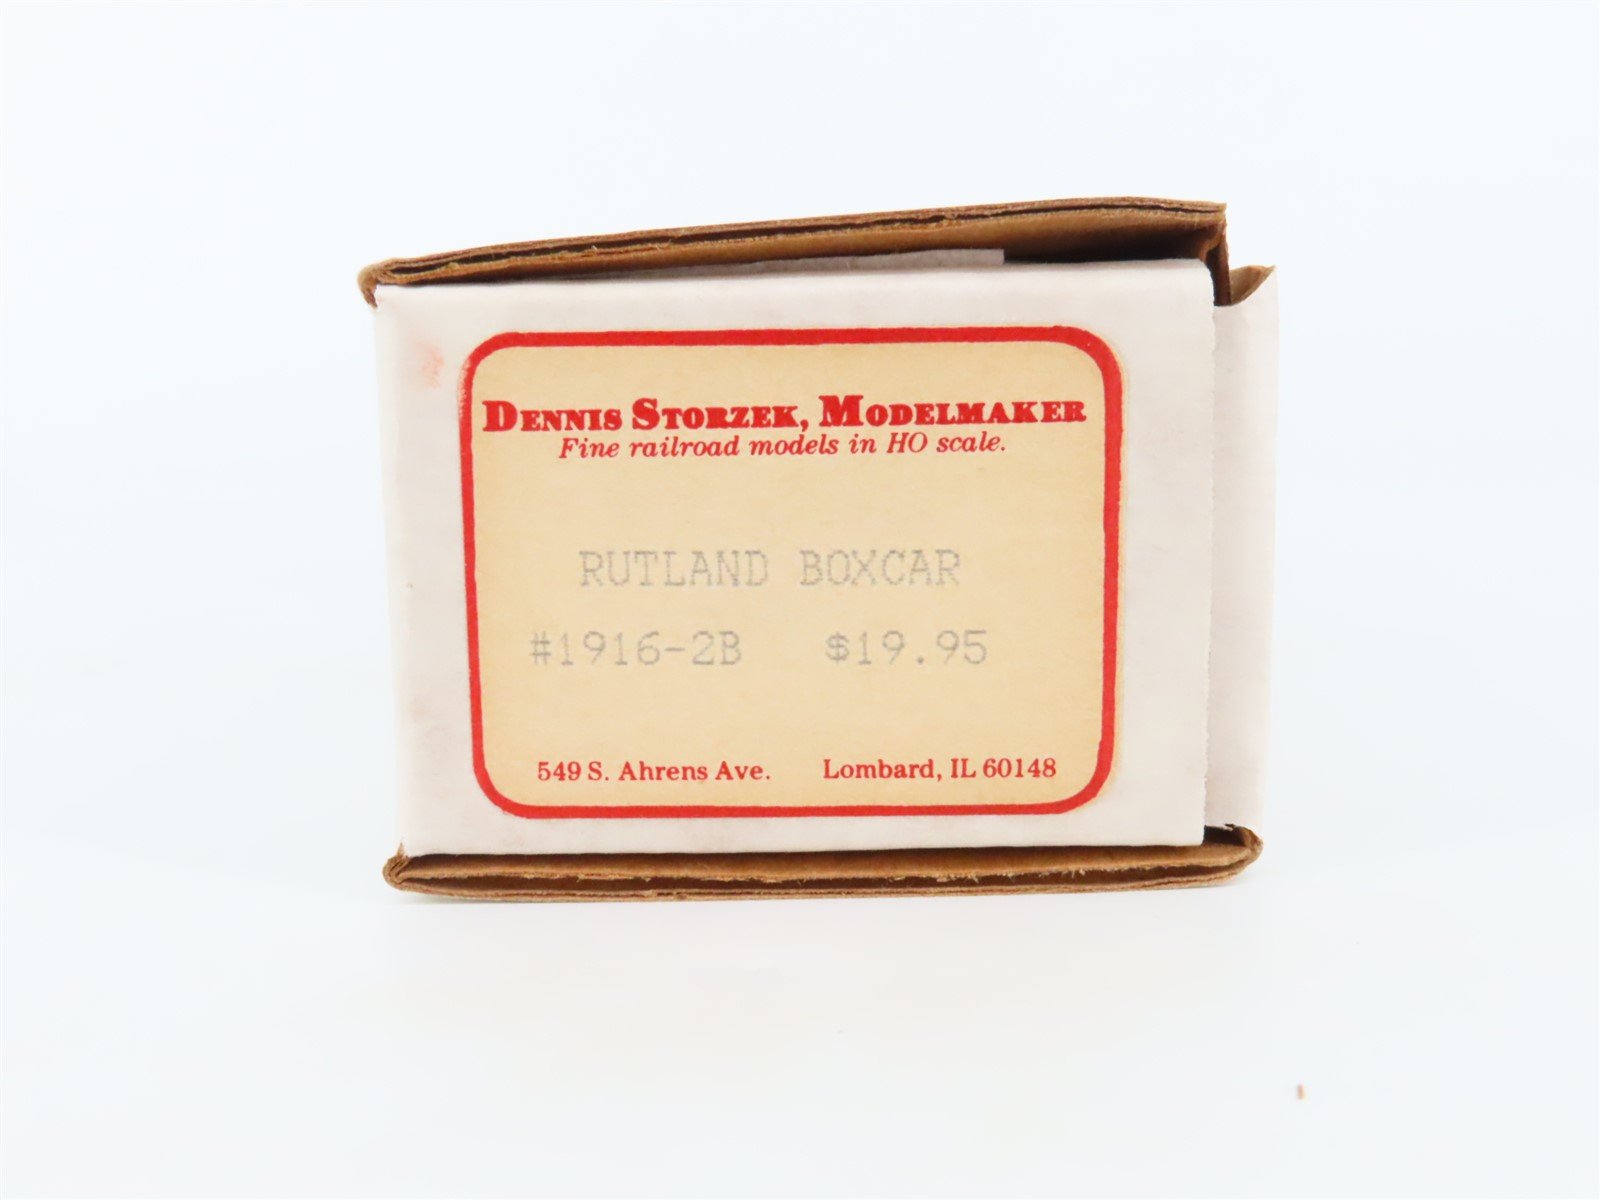 DENNIS STORZEK, MODELMAKER
Fine railroad models in HO scale.
RUTLAND BOXCAR
#1916-2B $19.95
549 S. Ahrens Ave. Lombard, IL 60148